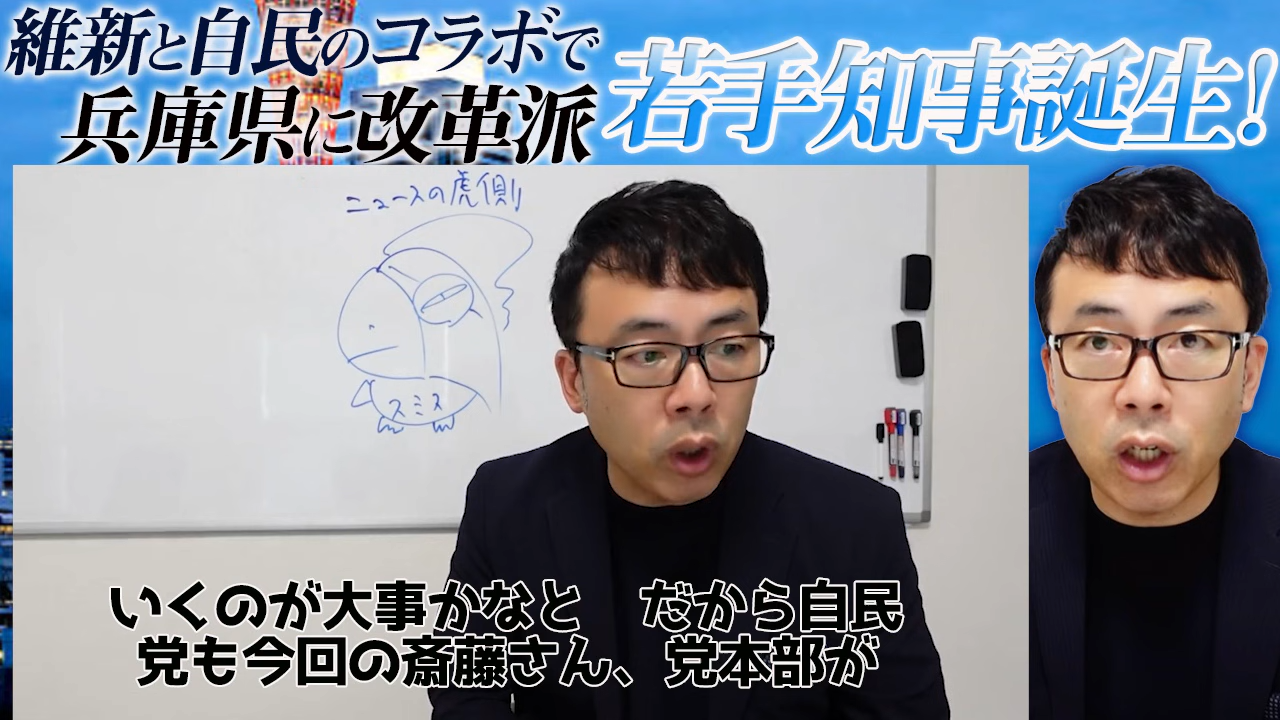 維新と自民のコラボで
兵庫県に改革派
若手知事誕生!
ニュースの虎側
スミス
いくのが大事かなと　だから自民
党も今回の斎藤さん、党本部が